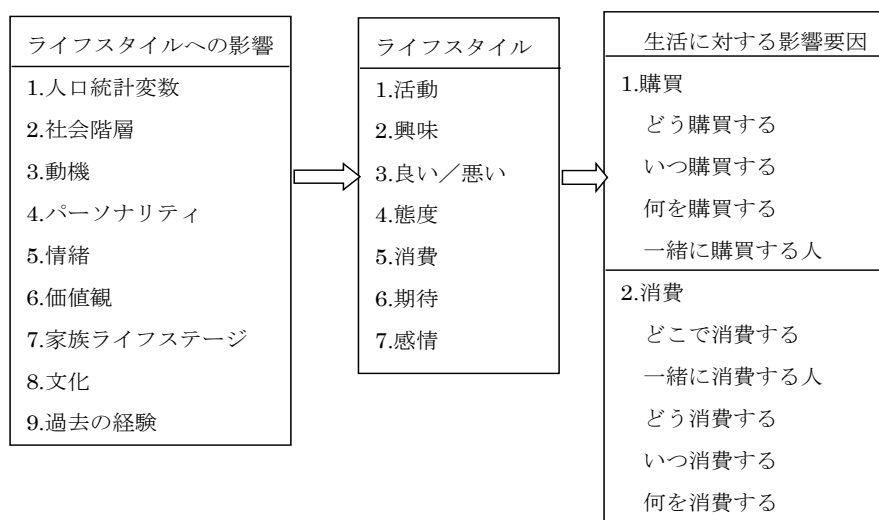 ライフスタイルへの影響
1.人口統計変数
2.社会階層
3.動機
4.パーソナリティ
5.情緒
6.価値観
7.家族ライフステージ
8.文化
9.過去の経験
ライフスタイル
1.活動
2.興味
3.良い／悪い
4.態度
5.消費
6.期待
7.感情
生活に対する影響要因
1.購買
どう購買する
いつ購買する
何を購買する
一緒に購買する人
2.消費
どこで消費する
一緒に消費する人
どう消費する
いつ消費する
何を消費する